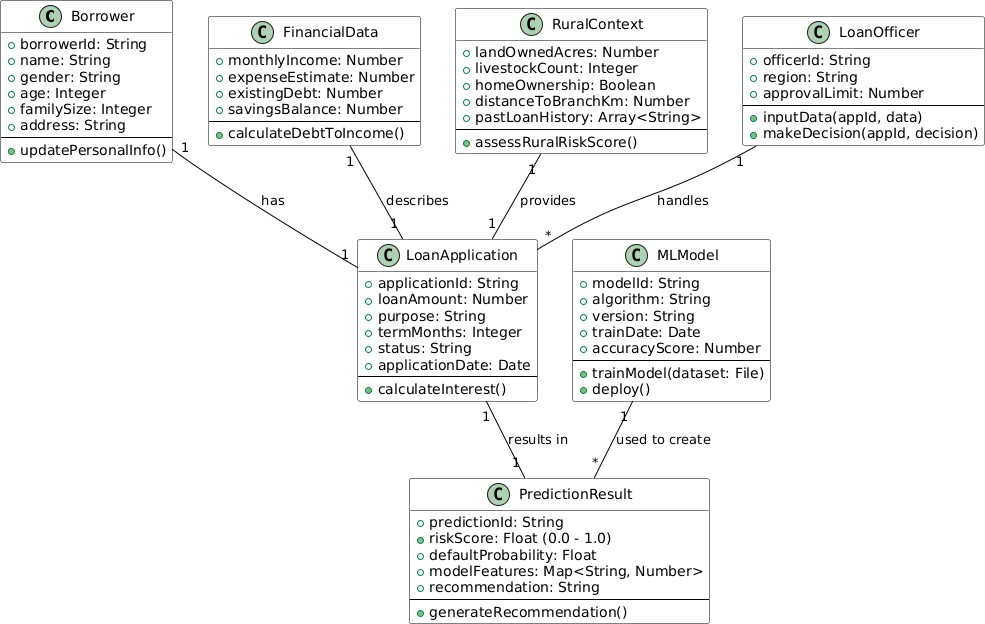 C Borrower
borrowerId: String
name: String
gender: String
age: Integer
familySize: Integer
address: String
updatePersonalInfo()
C FinancialData
monthlyIncome: Number
expenseEstimate: Number
existingDebt: Number
savingsBalance: Number
calculateDebtToIncome()
C RuralContext
landOwnedAcres: Number
livestockCount: Integer
homeOwnership: Boolean
distanceToBranchKm: Number
pastLoanHistory: Array<String>
assessRuralRiskScore()
C LoanOfficer
officerId: String
region: String
approvalLimit: Number
inputData(appId, data)
makeDecision(appId, decision)
1
has
1
1
describes
1
1
provides
1
1
handles
*
C LoanApplication
applicationId: String
loanAmount: Number
purpose: String
termMonths: Integer
status: String
applicationDate: Date
calculateInterest()
C MLModel
modelId: String
algorithm: String
version: String
trainDate: Date
accuracyScore: Number
trainModel(dataset: File)
deploy()
1
results in
1
1
used to create
*
C PredictionResult
predictionId: String
riskScore: Float (0.0 - 1.0)
defaultProbability: Float
modelFeatures: Map<String, Number>
recommendation: String
generateRecommendation()